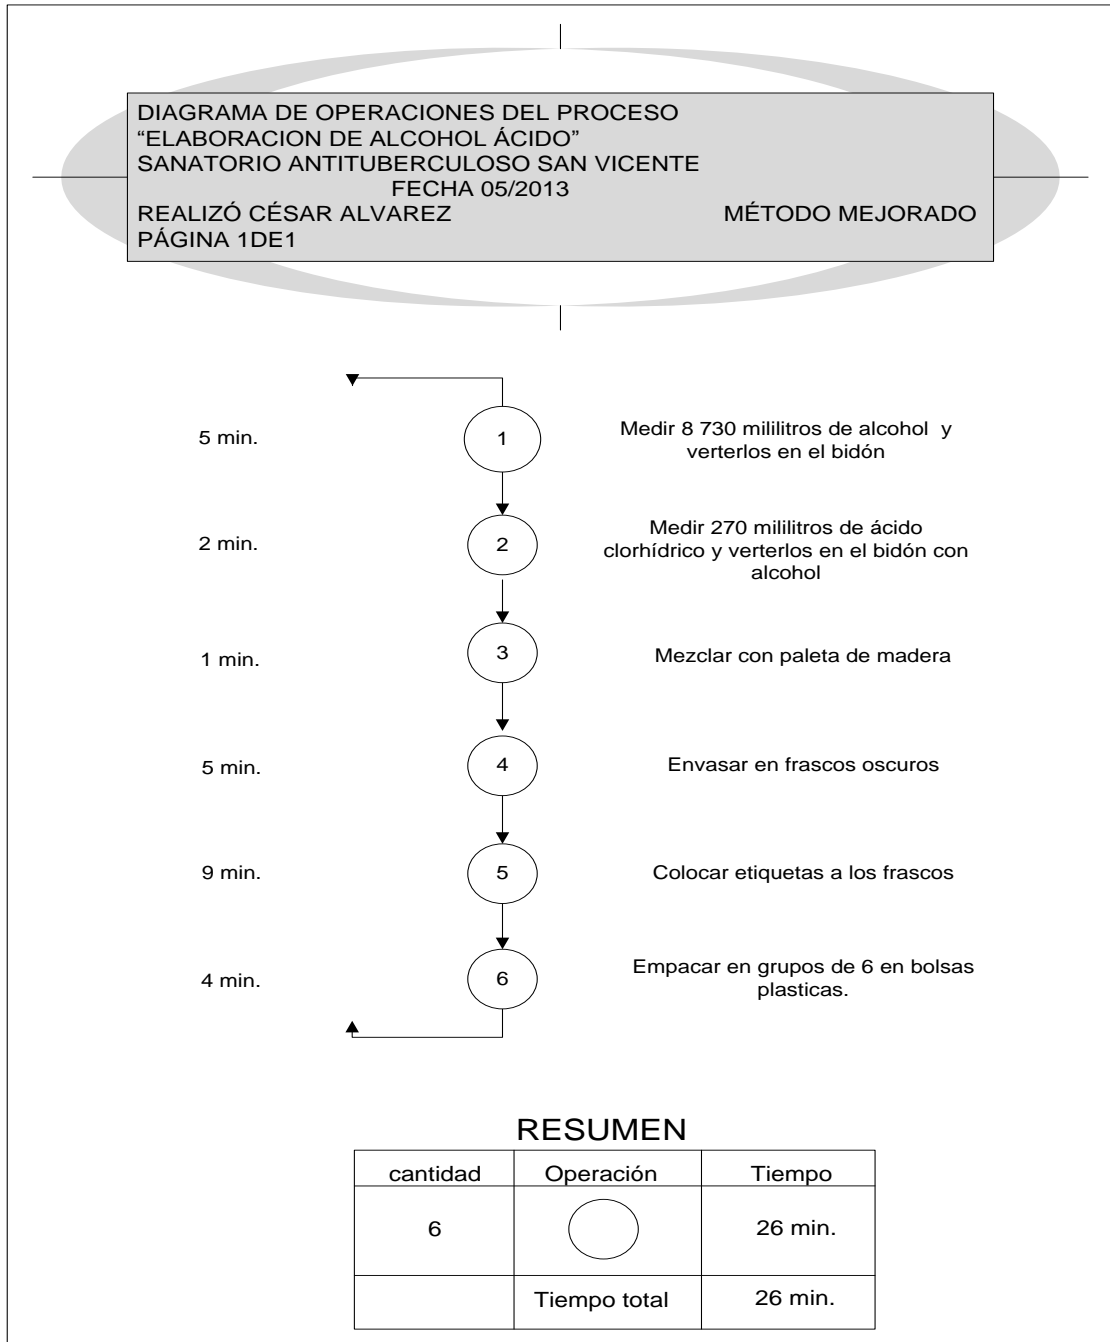 DIAGRAMA DE OPERACIONES DEL PROCESO
“ELABORACION DE ALCOHOL ÁCIDO”
SANATORIO ANTITUBERCULOSO SAN VICENTE
FECHA 05/2013
REALIZÓ CÉSAR ALVAREZ MÉTODO MEJORADO
PÁGINA 1DE1
5 min.
1
Medir 8 730 mililitros de alcohol y
verterlos en el bidón
2 min.
2
Medir 270 mililitros de ácido
clorhídrico y verterlos en el bidón con
alcohol
1 min.
3
Mezclar con paleta de madera
5 min.
4
Envasar en frascos oscuros
9 min.
5
Colocar etiquetas a los frascos
4 min.
6
Empacar en grupos de 6 en bolsas
plasticas.
RESUMEN
cantidad Operación Tiempo
6 26 min.
Tiempo total 26 min.